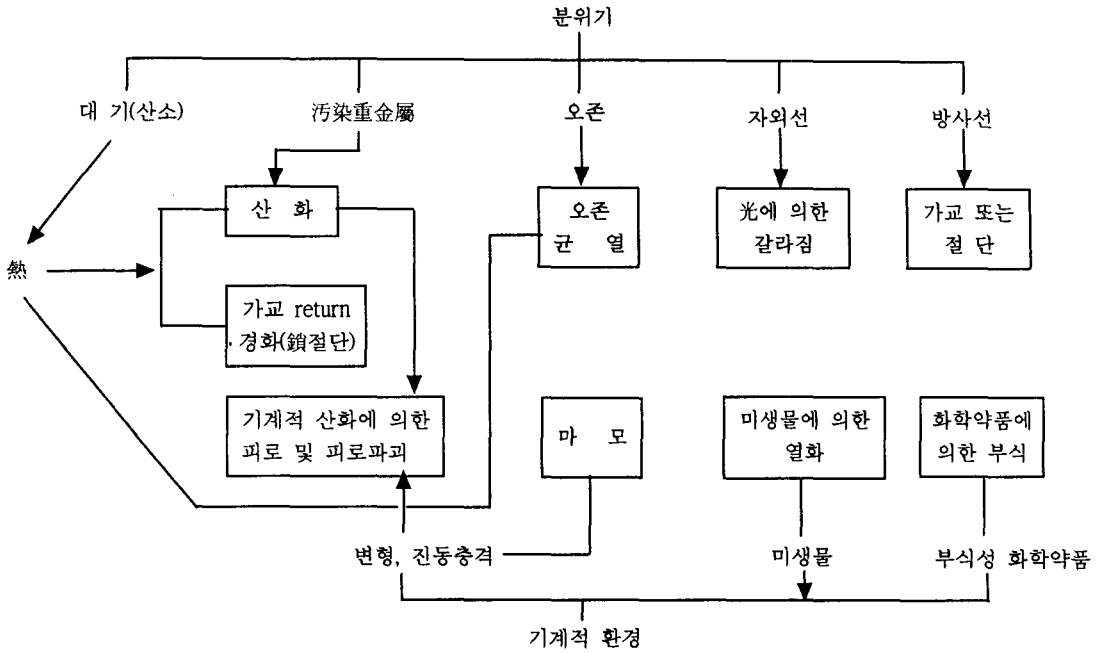 분위기
대 기(산소)
汚染重金屬
오존
자외선
방사선
산 화
오존
균 열
光에 의한
갈라짐
가교 또는
절 단
熱
가교 return
경화(鎖절단)
기계적 산화에 의한
피로 및 피로파괴
마 모
미생물에 의한
열화
화학약품에
의한 부식
변형, 진동충격
미생물
부식성 화학약품
기계적 환경